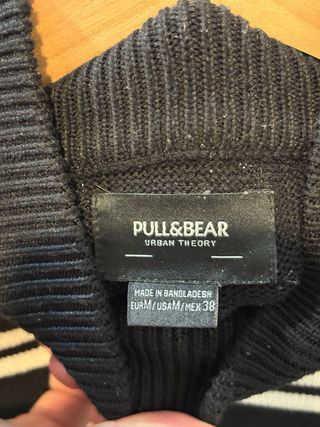 PULL&BEAR
URBAN THEORY
MADE IN BANGLADESH
EUR M/USA M/MEX 38